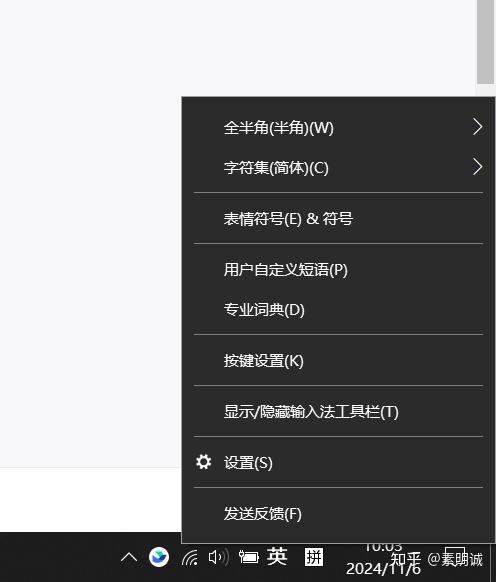 全半角(半角)(W)
字符集(简体)(C)
表情符号(E) & 符号
用户自定义短语(P)
专业词典(D)
按键设置(K)
显示/隐藏输入法工具栏(T)
设置(S)
发送反馈(F)
英 拼 10:03
2024/11/6
知乎 @素明诚